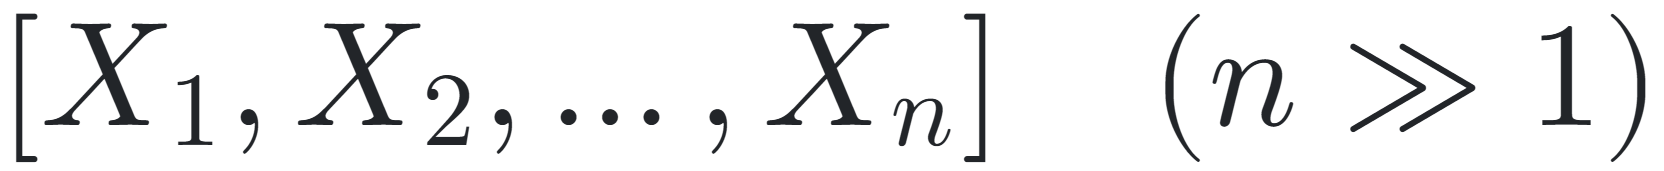 [X₁, X₂, … , Xₙ] (n ≫ 1)